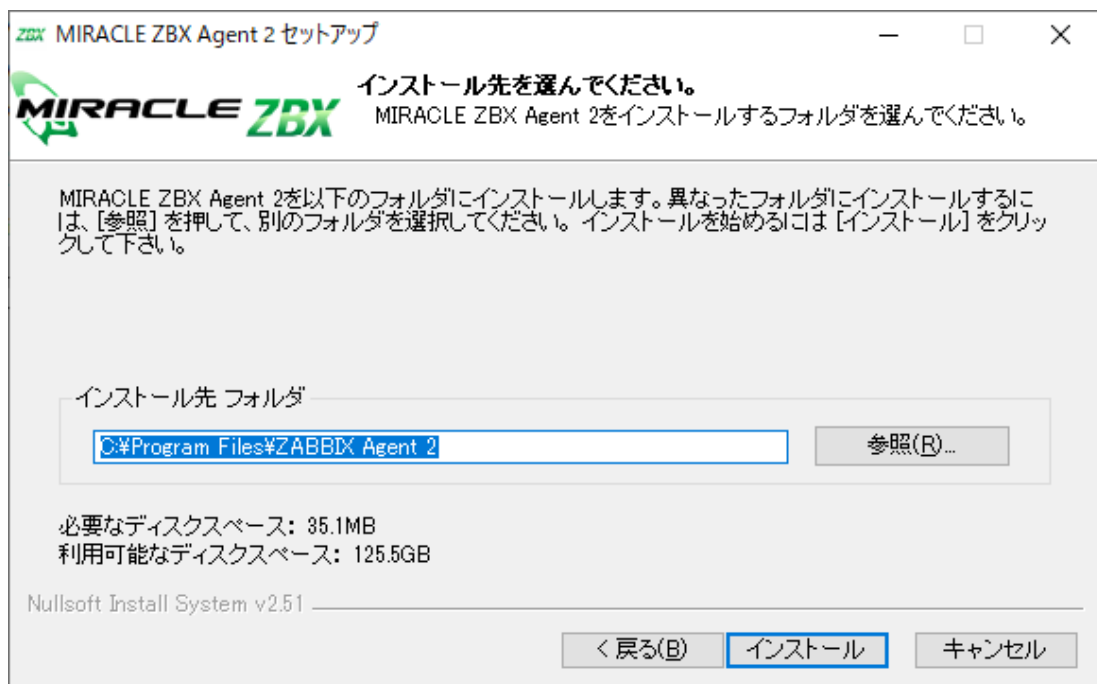 ZBX MIRACLE ZBX Agent 2 セットアップ
MIRACLE ZBX
インストール先を選んでください。
MIRACLE ZBX Agent 2をインストールするフォルダを選んでください。
MIRACLE ZBX Agent 2を以下のフォルダにインストールします。異なったフォルダにインストールするに
は、[参照] を押して、別のフォルダを選択してください。 インストールを始めるには [インストール] をクリッ
クして下さい。
インストール先 フォルダ
C:¥Program Files¥ZABBIX Agent 2
参照(R)...
必要なディスクスペース: 35.1MB
利用可能なディスクスペース: 125.5GB
Nullsoft Install System v2.51
< 戻る(B)
インストール
キャンセル